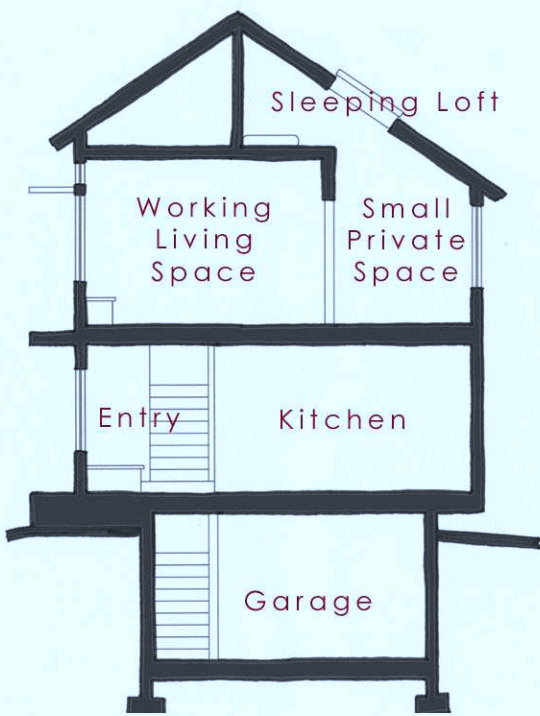 Sleeping Loft
Working
Living
Space
Small
Private
Space
Entry
Kitchen
Garage